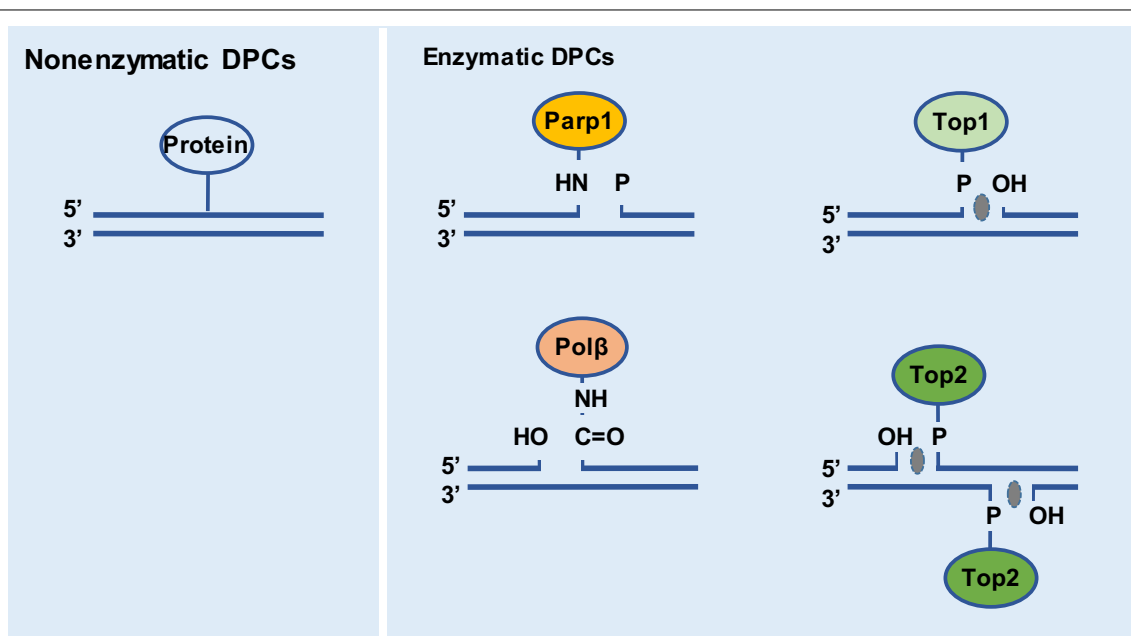 Nonenzymatic DPCs
Protein
5’
3’
Enzymatic DPCs
Parp1
HN P
5’
3’
Top1
P OH
5’
3’
Polβ
NH
HO C=O
5’
3’
Top2
OH P
5’
3’
P OH
Top2